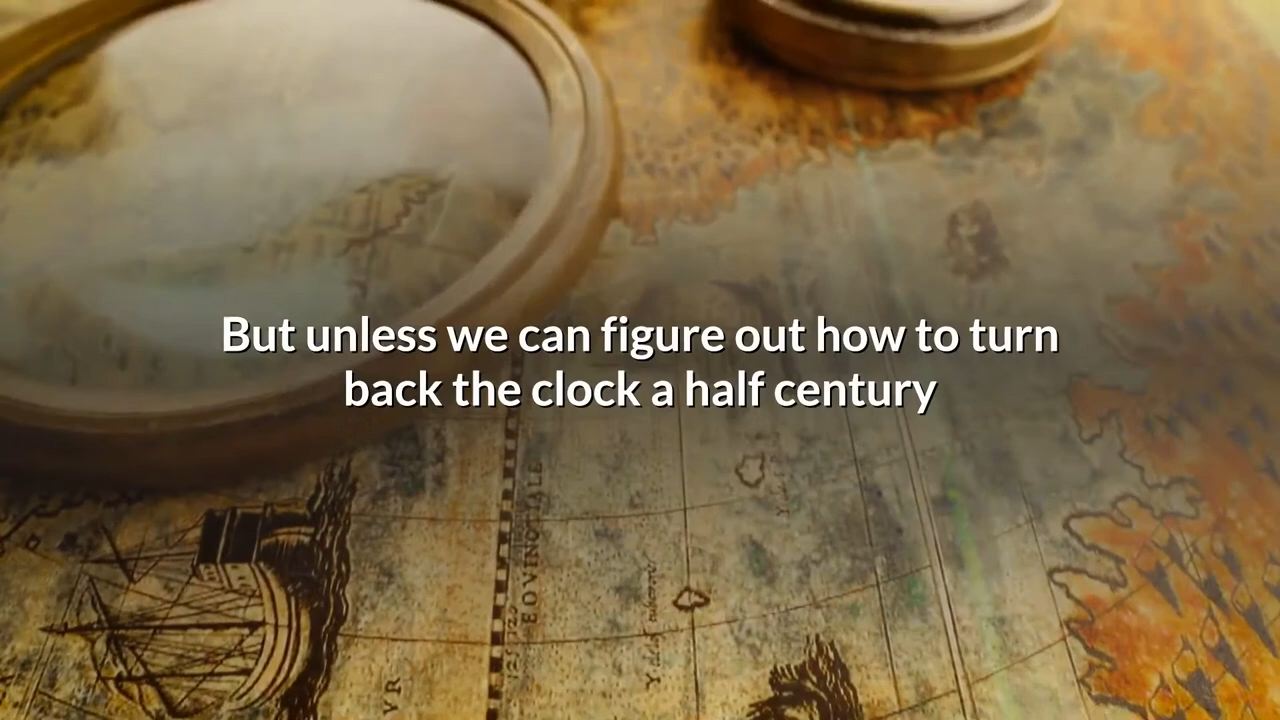 But unless we can figure out how to turn
back the clock a half century